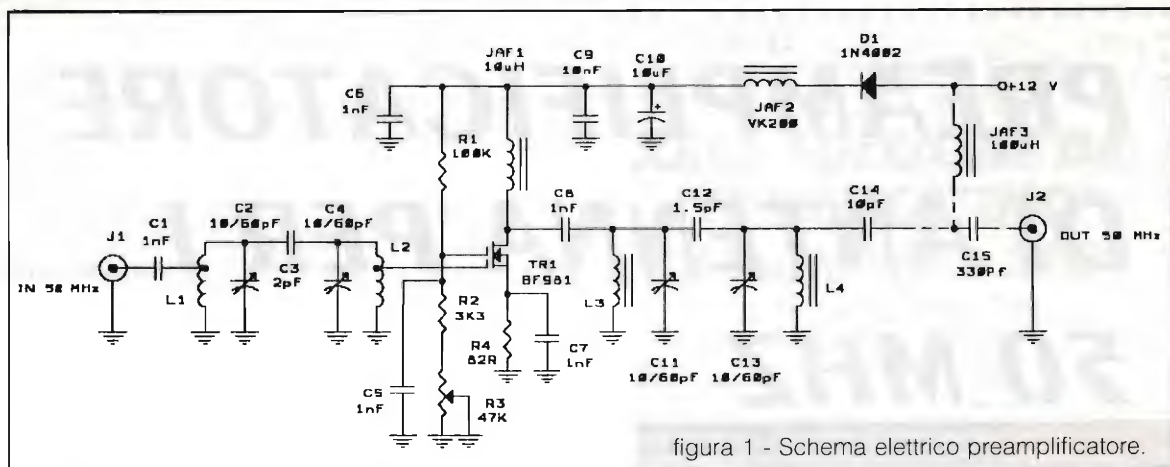 JAF1
10uH
C9
10nF
C10
10uF
D1
1N4002
C6
1nF
+
JAF2
VK200
O+12 V
R1
100K
JAF3
100uH
J1
C1
1nF
C2
10/60pF
C4
10/60pF
C8
1nF
C12
1.5pF
C14
10pF
J2
IN 50 MHz
L1
C3
2pF
L2
TR1
BF981
L3
L4
C15
330Pf
OUT 50 MHz
R2
3K3
R4
82R
C7
1nF
C11
10/60pF
C13
10/60pF
C5
1nF
R3
47K
figura 1 - Schema elettrico preamplificatore.